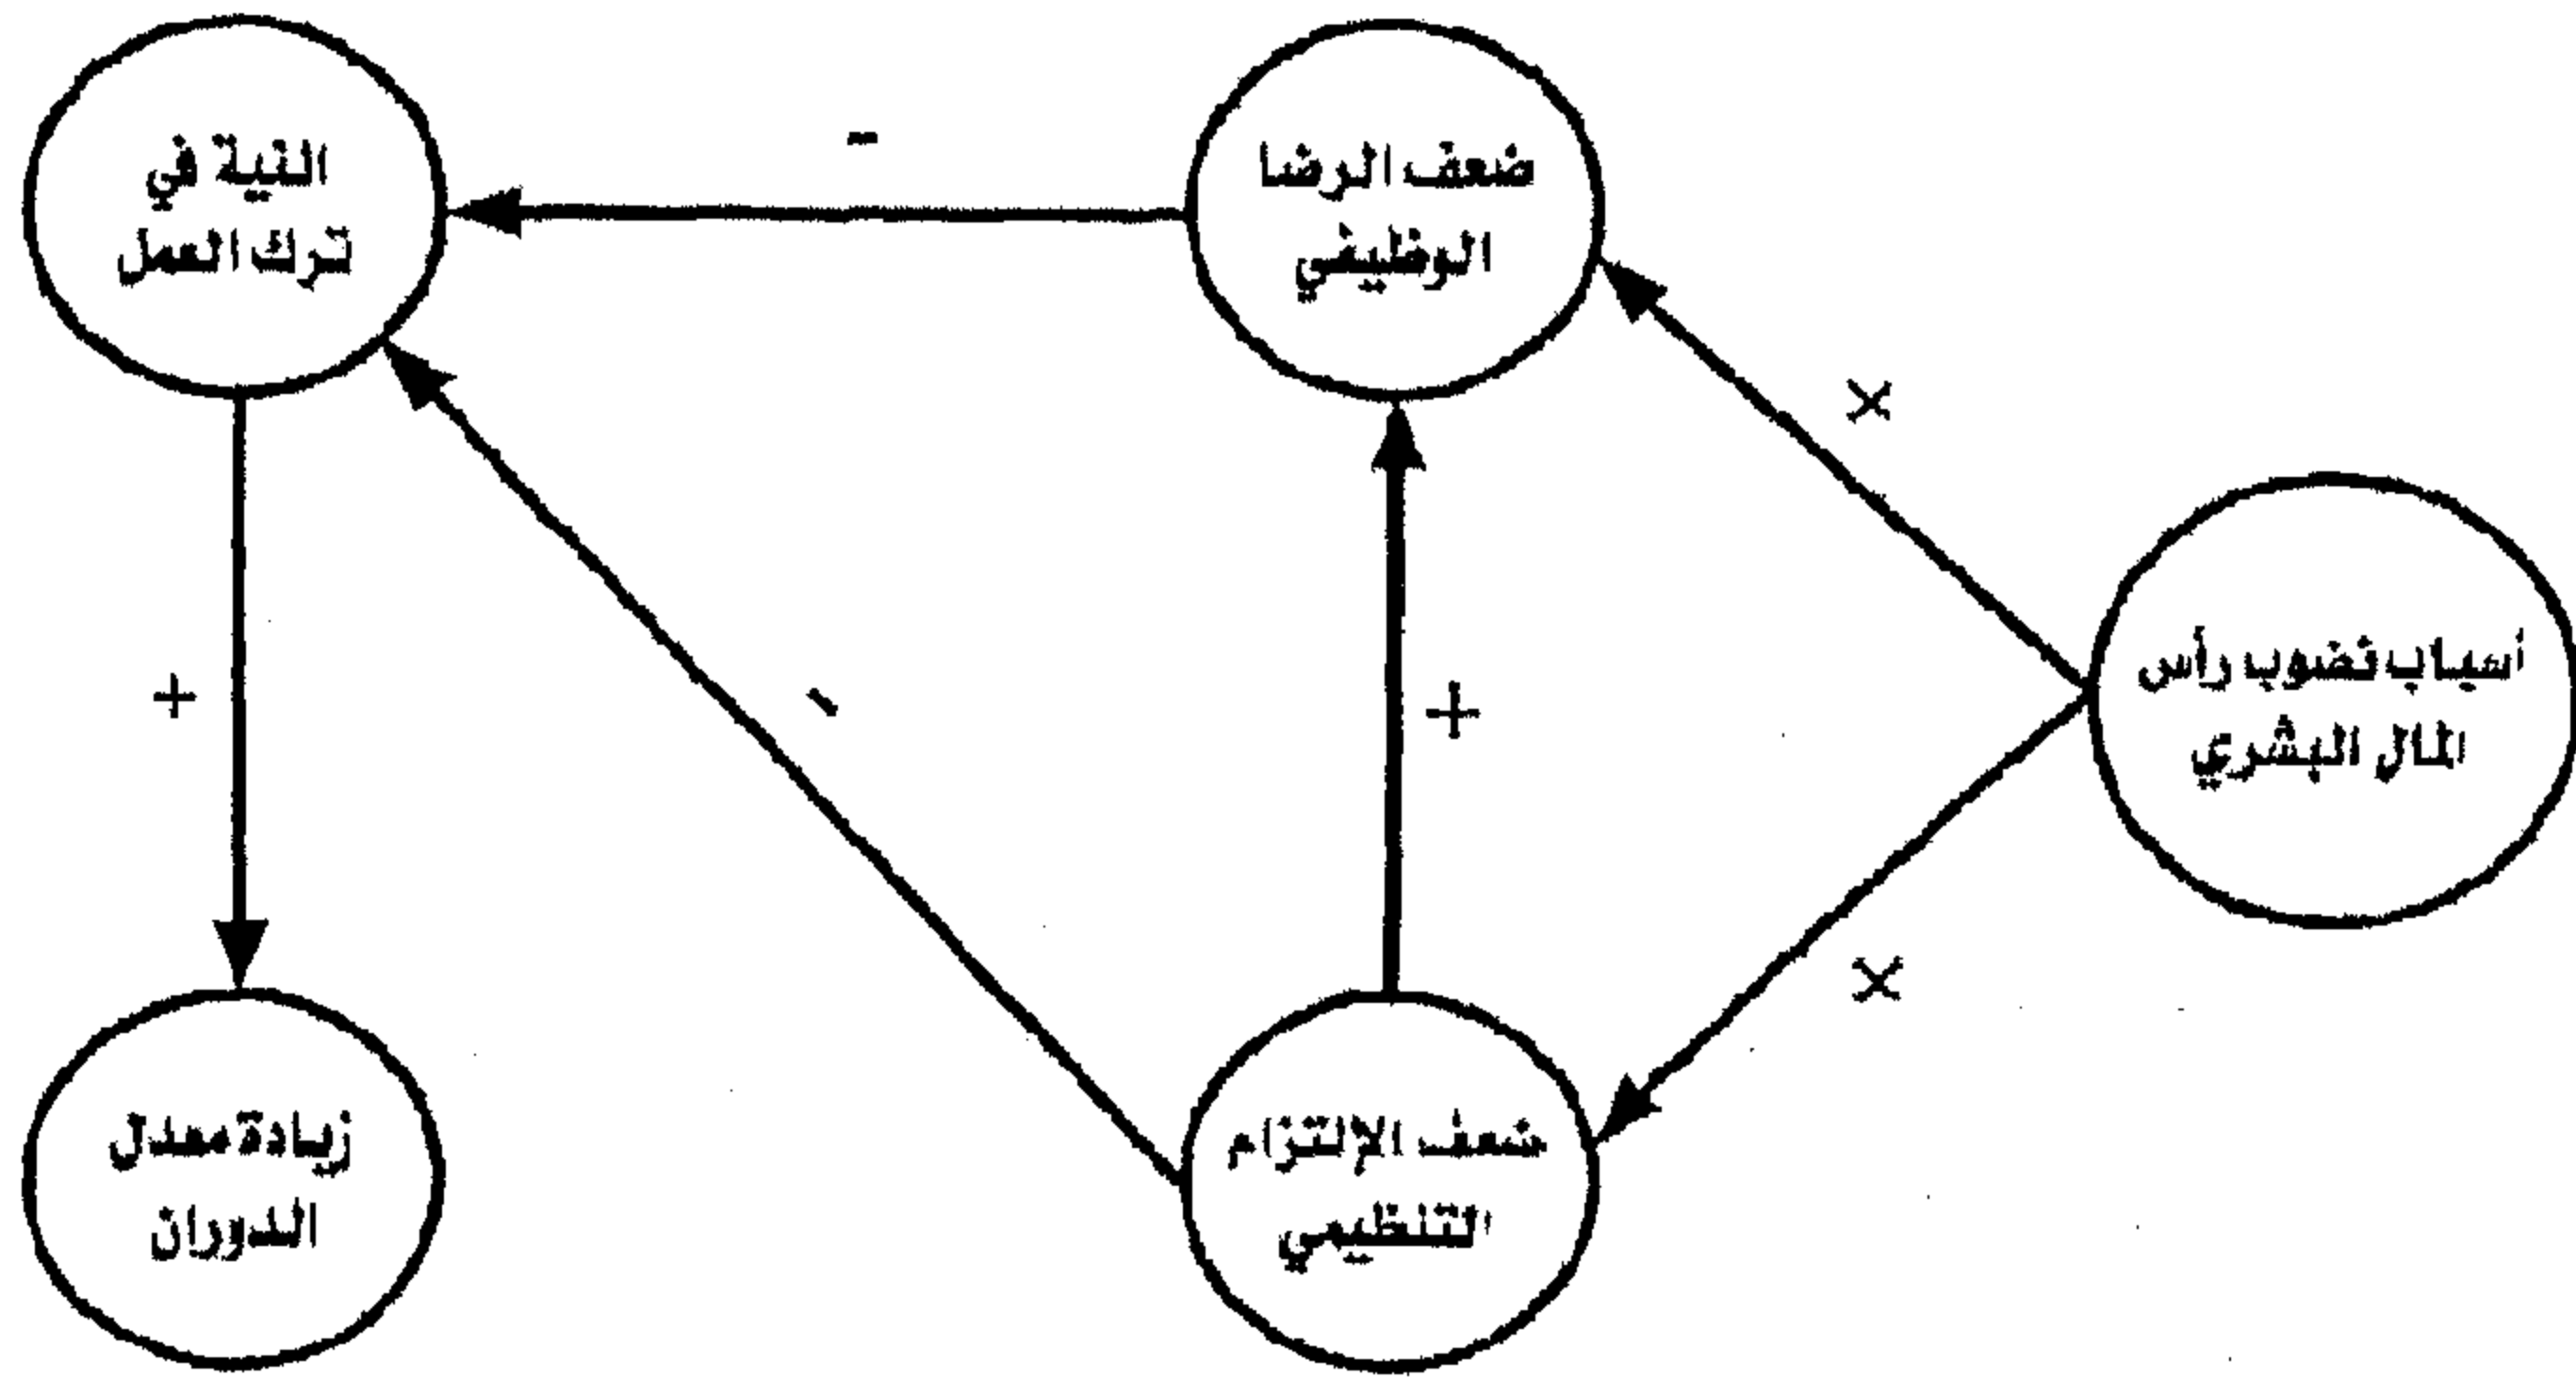 أسباب نضوب رأس
المال البشري
×
×
ضعف الرضا
الوظيفي
+
ضعف الإلتزام
التنظيمي
-
-
النية في
ترك العمل
+
زيادة معدل
الدوران